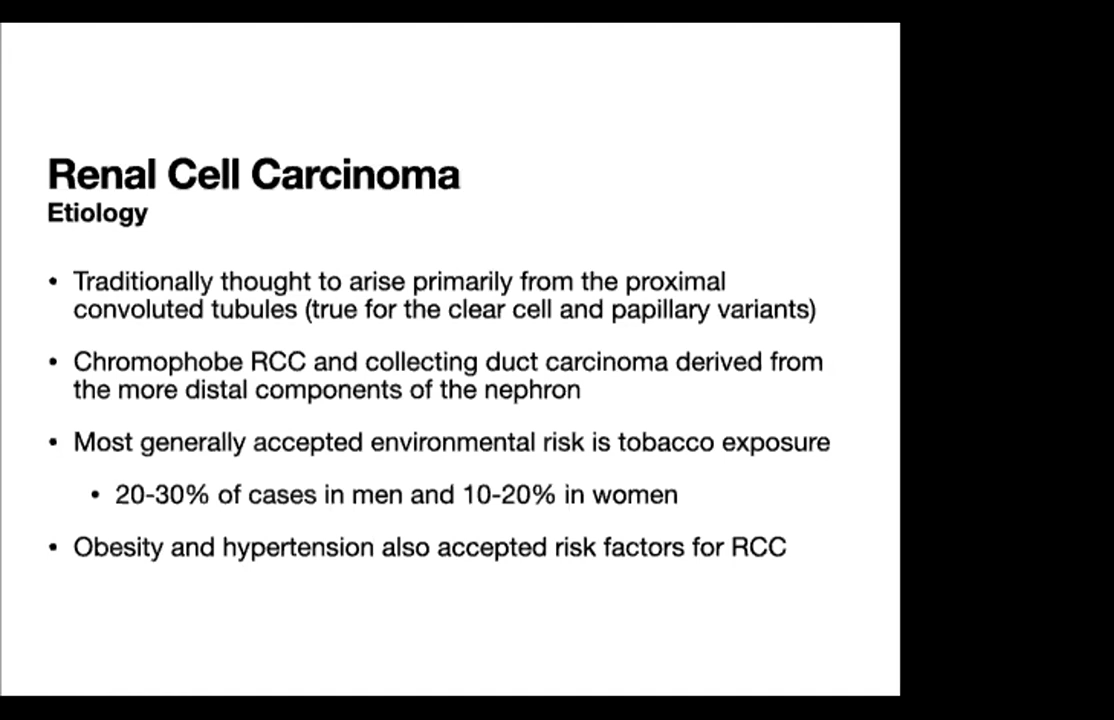 Renal Cell Carcinoma
Etiology
• Traditionally thought to arise primarily from the proximal
convoluted tubules (true for the clear cell and papillary variants)
• Chromophobe RCC and collecting duct carcinoma derived from
the more distal components of the nephron
• Most generally accepted environmental risk is tobacco exposure
• 20-30% of cases in men and 10-20% in women
• Obesity and hypertension also accepted risk factors for RCC